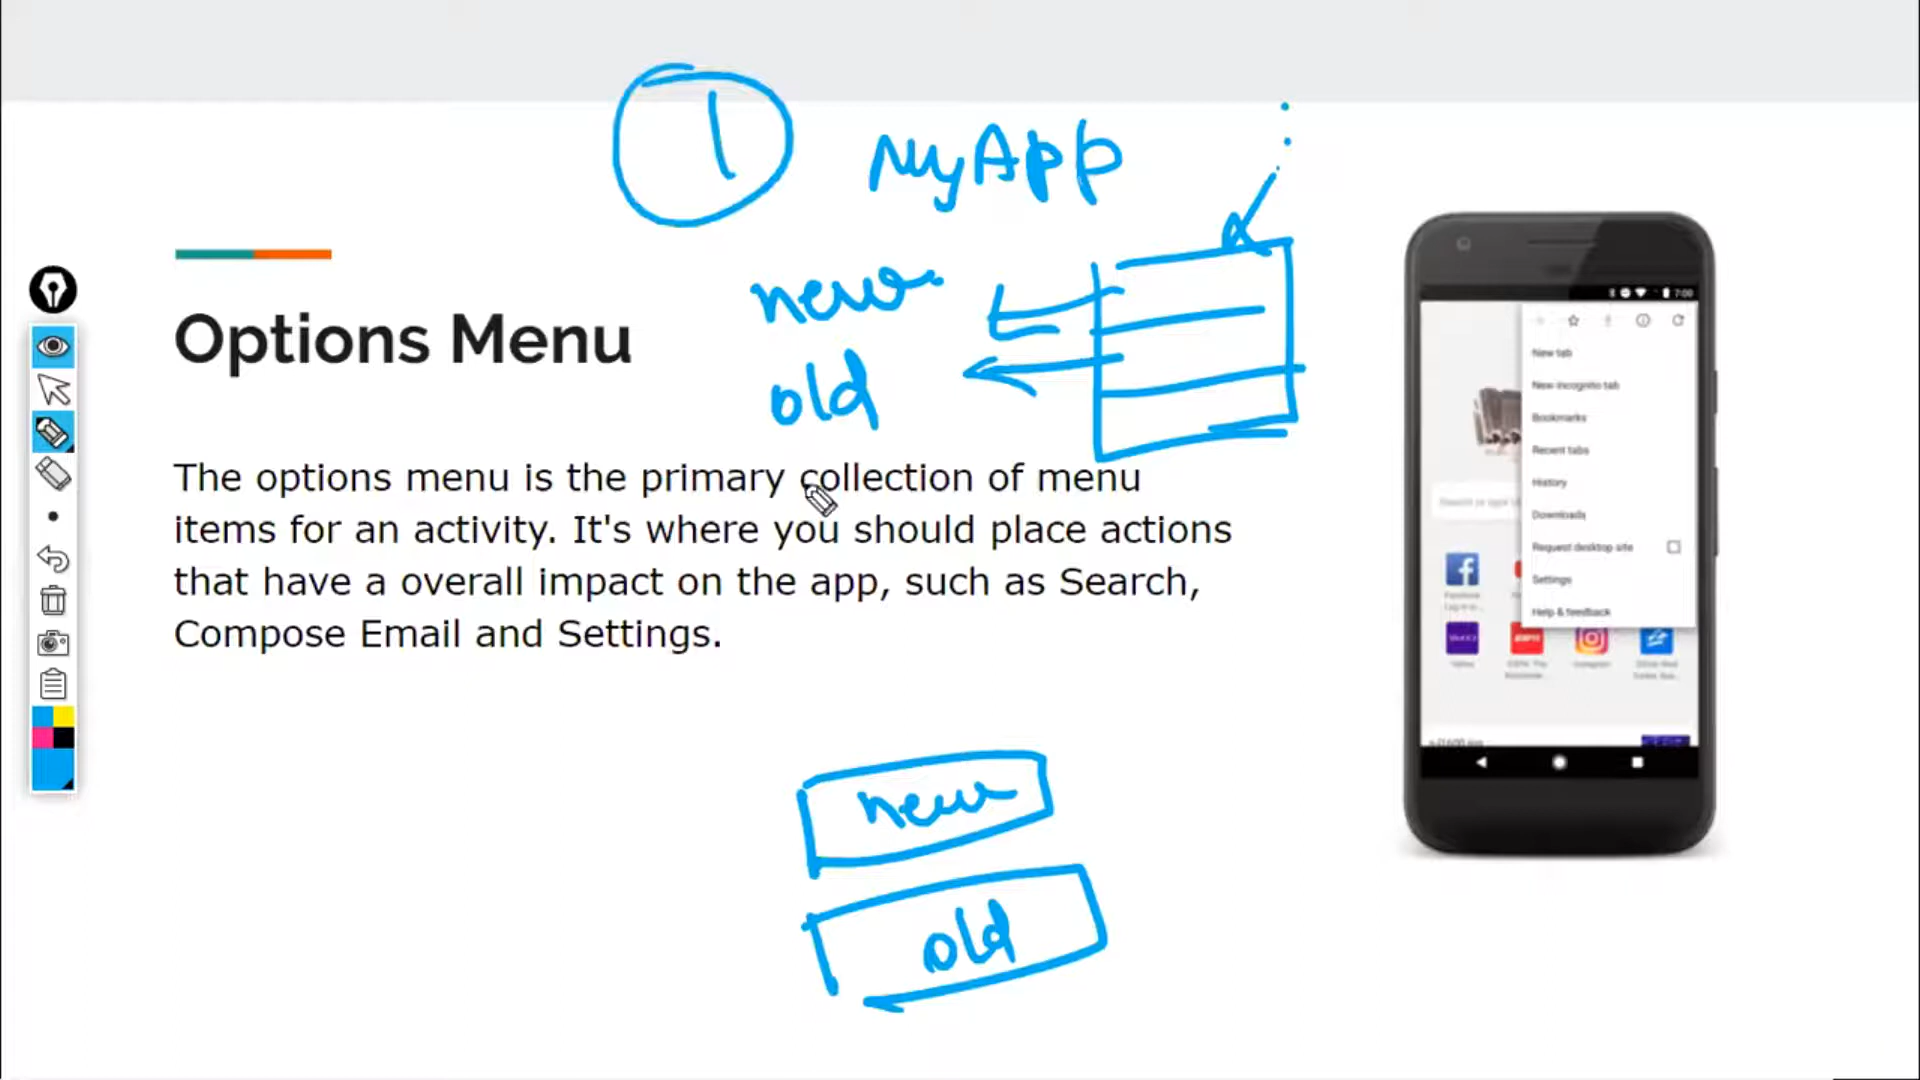 1
MyApp
new
old
Options Menu
The options menu is the primary collection of menu
items for an activity. It's where you should place actions
that have a overall impact on the app, such as Search,
Compose Email and Settings.
new
old
7:00
New tab
New incognito tab
Bookmarks
Recent tabs
History
Downloads
Request desktop site
Settings
Help & feedback